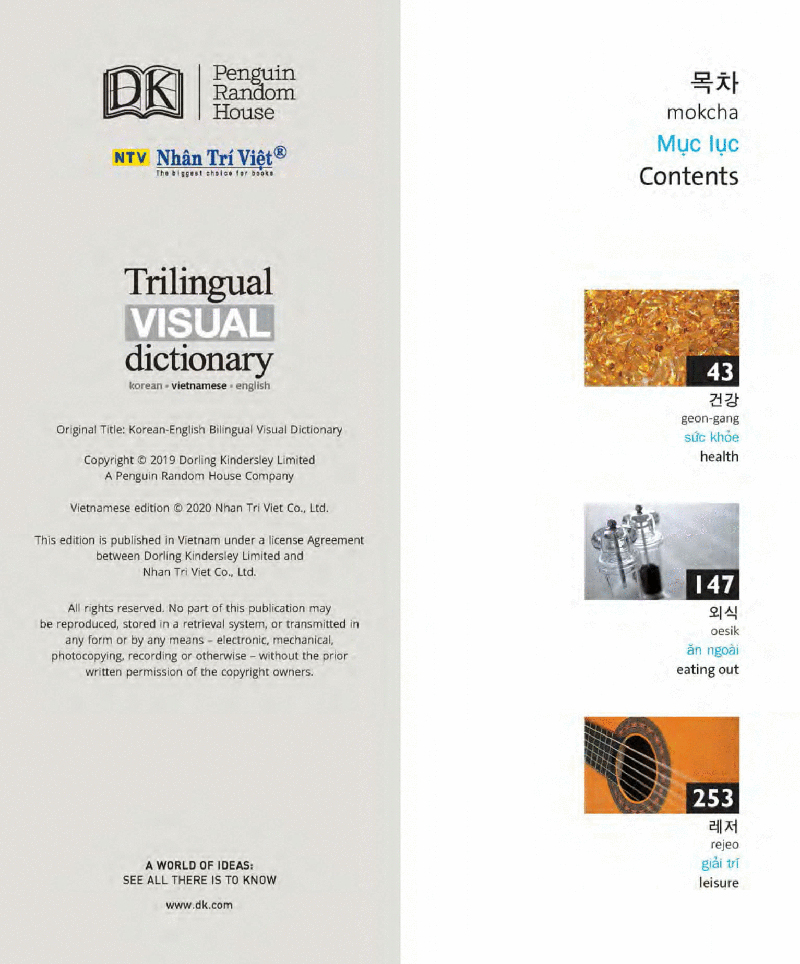 DK
Penguin
Random
House
NTV Nhân Trí Việt®
The biggest choice for books
Trilingual
VISUAL
dictionary
korean • vietnamese • english
Original Title: Korean-English Bilingual Visual Dictionary
Copyright © 2019 Dorling Kindersley Limited
A Penguin Random House Company
Vietnamese edition © 2020 Nhan Tri Viet Co., Ltd.
This edition is published in Vietnam under a license Agreement
between Dorling Kindersley Limited and
Nhan Tri Viet Co., Ltd.
All rights reserved. No part of this publication may
be reproduced, stored in a retrieval system, or transmitted in
any form or by any means – electronic, mechanical,
photocopying, recording or otherwise – without the prior
written permission of the copyright owners.
A WORLD OF IDEAS:
SEE ALL THERE IS TO KNOW
www.dk.com
목차
mokcha
Mục lục
Contents
43
건강
geon-gang
sức khỏe
health
147
외식
oesik
ăn ngoài
eating out
253
레저
rejeo
giải trí
leisure